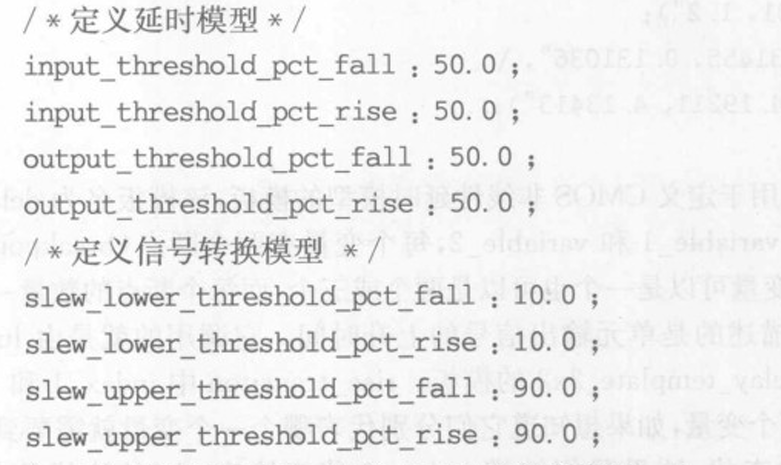 / * 定义延时模型 * /
input_threshold_pct_fall : 50.0 ;
input_threshold_pct_rise : 50.0 ;
output_threshold_pct_fall : 50.0 ;
output_threshold_pct_rise : 50.0 ;
/ * 定义信号转换模型 * /
slew_lower_threshold_pct_fall : 10.0 ;
slew_lower_threshold_pct_rise : 10.0 ;
slew_upper_threshold_pct_fall : 90.0 ;
slew_upper_threshold_pct_rise : 90.0 ;